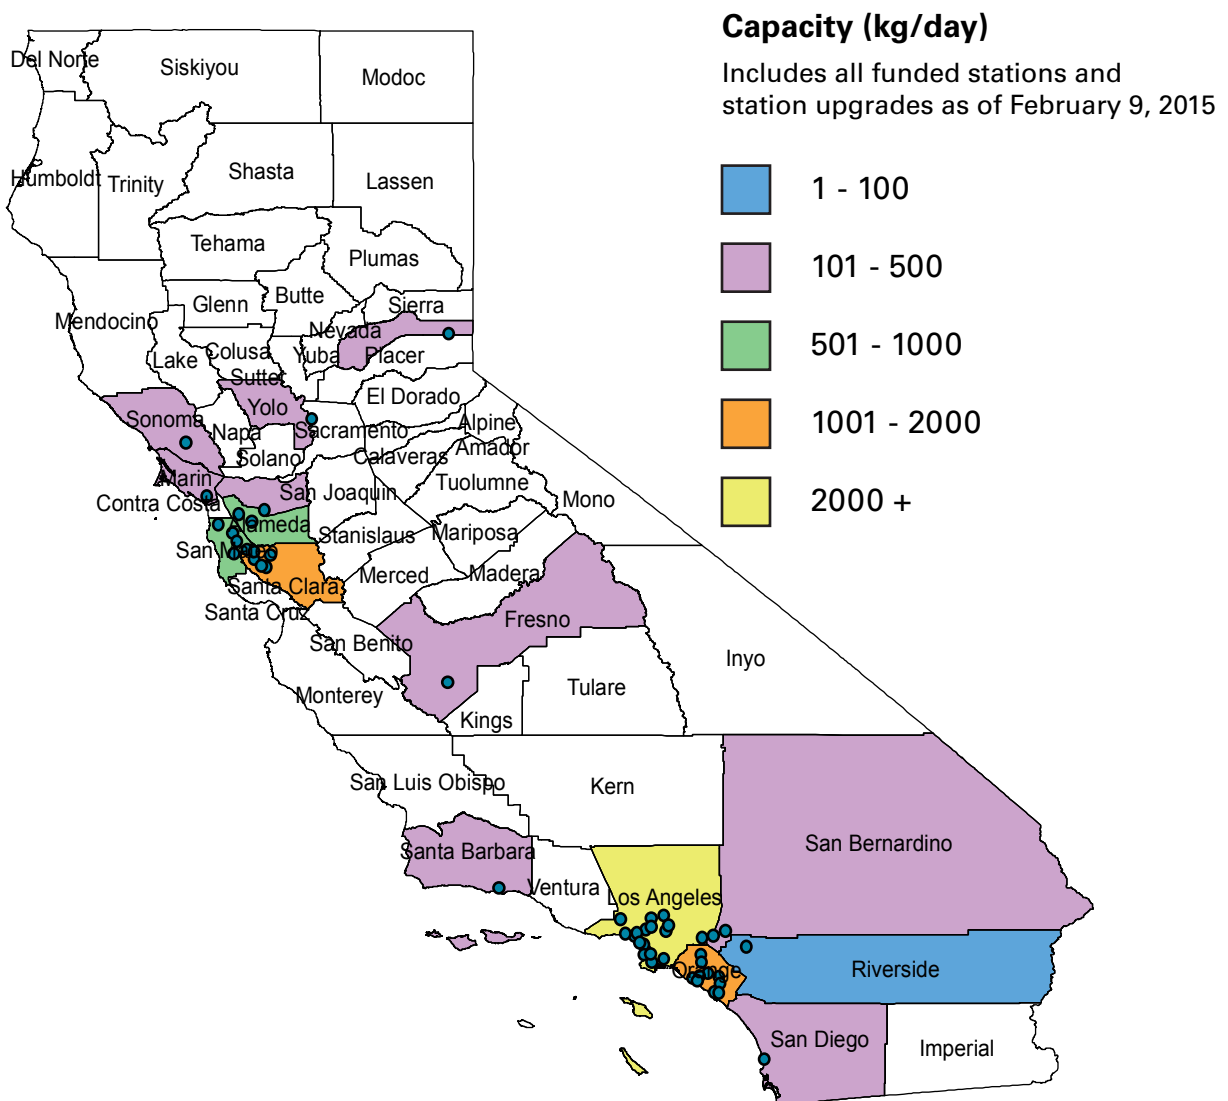 Capacity (kg/day)
Includes all funded stations and
station upgrades as of February 9, 2015
1 - 100
101 - 500
501 - 1000
1001 - 2000
2000 +
Del Norte
Siskiyou
Modoc
Humboldt
Trinity
Shasta
Lassen
Tehama
Plumas
Glenn
Butte
Sierra
Mendocino
Nevada
Lake
Colusa
Yuba
Placer
Sutter
El Dorado
Yolo
Sonoma
Napa
Sacramento
Alpine
Solano
Calaveras
Amador
Marin
Contra Costa
San Joaquin
Tuolumne
Mono
Alameda
Stanislaus
Mariposa
San Mateo
Santa Clara
Merced
Madera
Santa Cruz
Fresno
San Benito
Inyo
Monterey
Tulare
Kings
San Luis Obispo
Kern
Santa Barbara
San Bernardino
Ventura
Los Angeles
Orange
Riverside
San Diego
Imperial